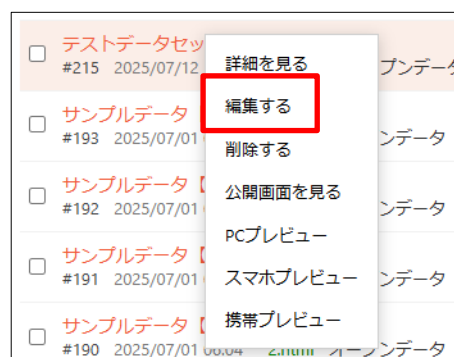 テストデータセッ
#215 2025/07/12 プンデータ
詳細を見る
編集する
サンプルデータ
#193 2025/07/01 ンデータ
削除する
サンプルデータ【
#192 2025/07/01 ンデータ
公開画面を見る
PCプレビュー
サンプルデータ【
#191 2025/07/01 ンデータ
スマホプレビュー
携帯プレビュー
サンプルデータ【
#190 2025/07/01 06:04 2.html オープンデータ